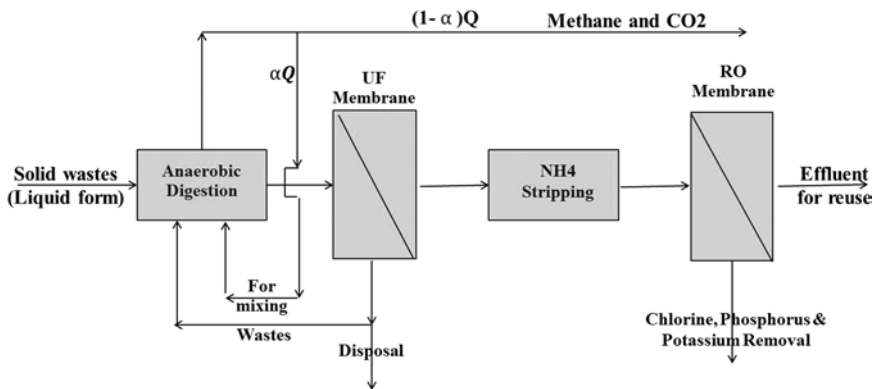 (1- α )Q
Methane and CO2
αQ
UF
Membrane
RO
Membrane
Solid wastes
(Liquid form)
Anaerobic
Digestion
NH4
Stripping
Effluent
for reuse
For
mixing
Wastes
Disposal
Chlorine, Phosphorus &
Potassium Removal